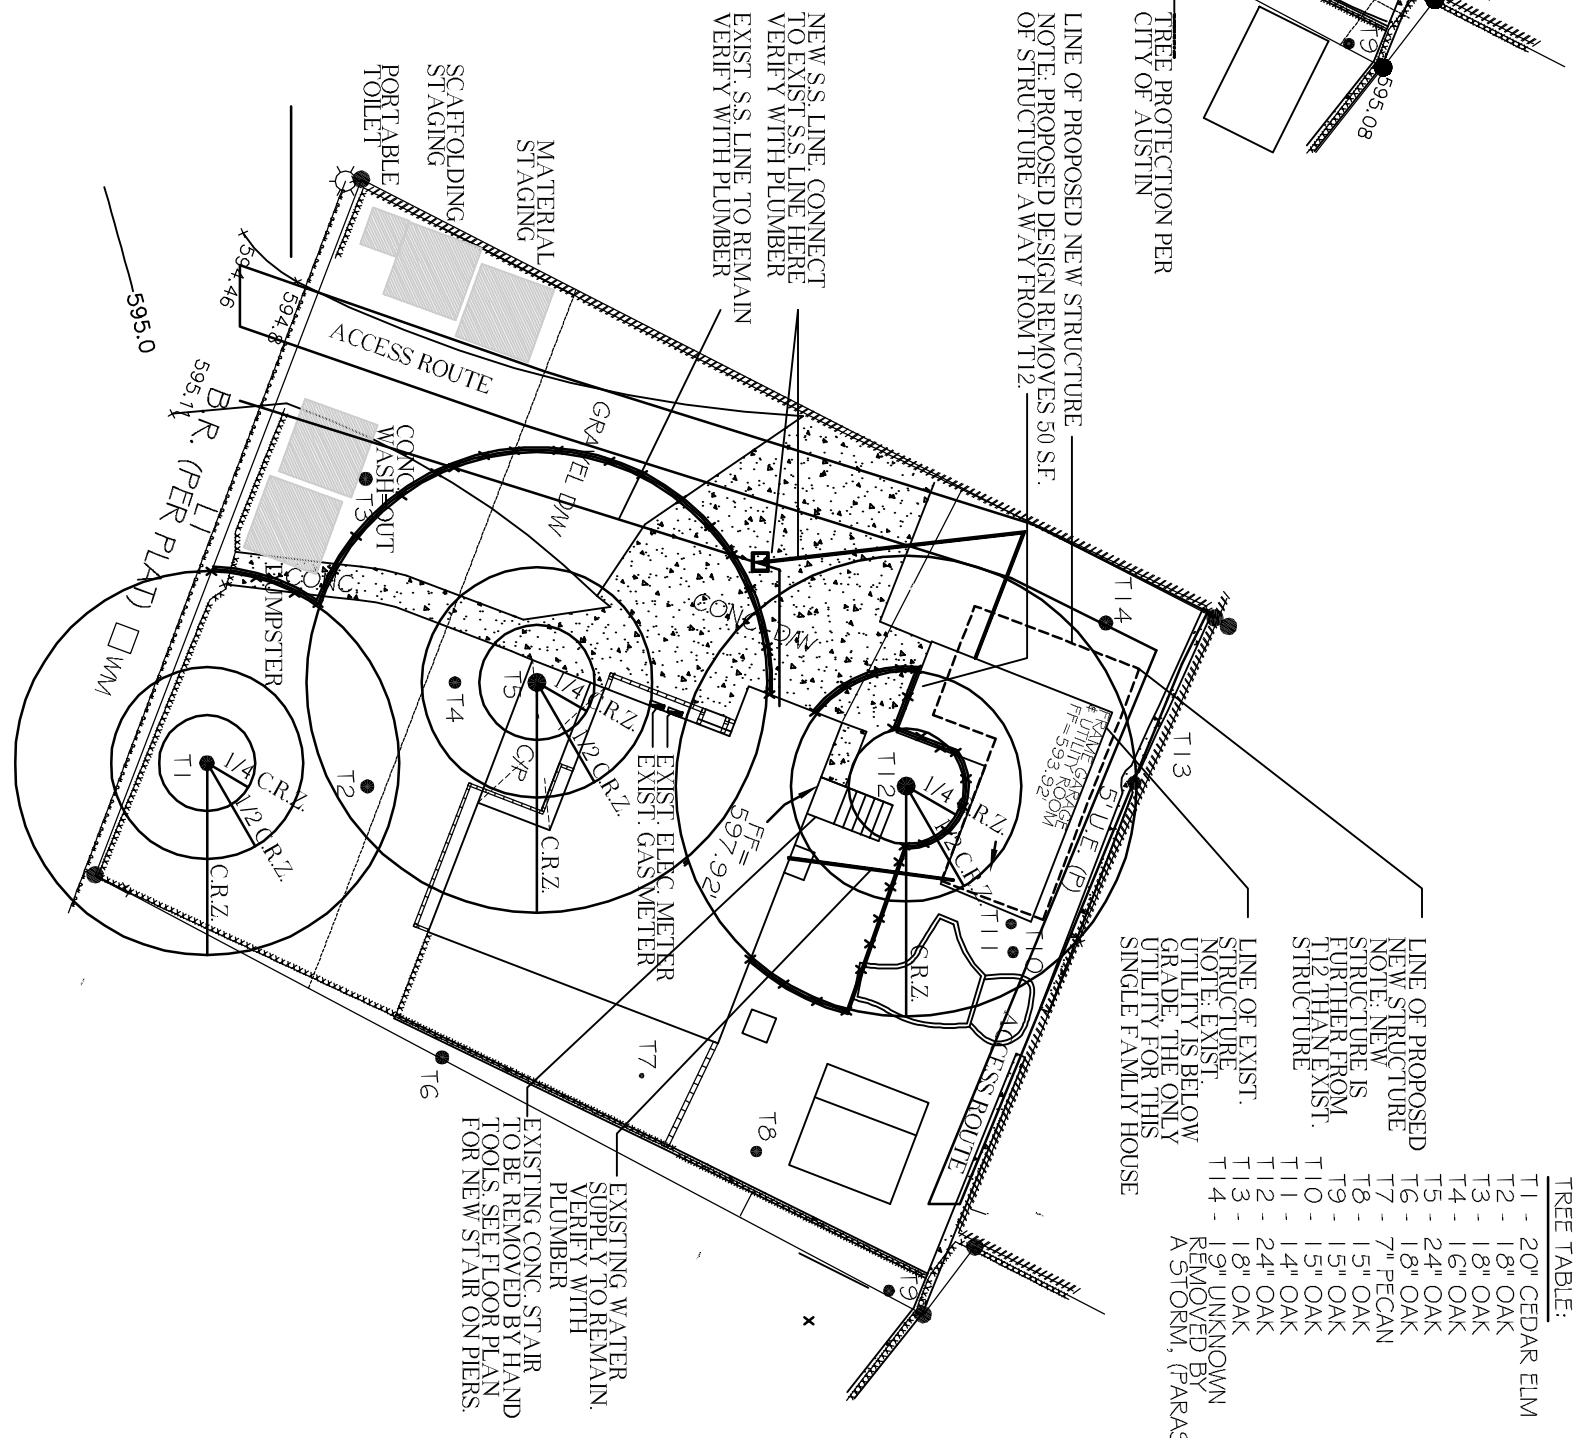 TREE PROTECTION PER
CITY OF AUSTIN
LINE OF PROPOSED NEW STRUCTURE
NOTE: PROPOSED DESIGN REMOVES 50 S.F.
OF STRUCTURE AWAY FROM T12.
NEW S.S. LINE. CONNECT
TO EXIST S.S. LINE HERE
VERIFY WITH PLUMBER
EXIST. S.S. LINE TO REMAIN
VERIFY WITH PLUMBER
MATERIAL
STAGING
SCAFFOLDING
STAGING
PORTABLE
TOILET
T9
595.08
594.46
594.8
595.0
595.11
ACCESS ROUTE
GRAVEL D/W
CONC.
WASH-OUT
T3
B.R. (PER PLAT)
L1
CONC
DUMPSTER
WM
T1
1/4 C.R.Z.
1/2 C.R.Z.
C.R.Z.
T2
T4
T5
1/4 C.R.Z.
1/2 C.R.Z.
C.R.Z.
C/P
CONC. D/W
EXIST. ELEC. METER
EXIST. GAS METER
FF=
597.92'
T12
1/4 C.R.Z.
1/2 C.R.Z.
C.R.Z.
T14
T13
FRAME GARAGE
& UTILITY ROOM
FF=593.92'
5' U.E. (P)
T11
T10
ACCESS ROUTE
T6
T7
T8
T9
LINE OF PROPOSED
NEW STRUCTURE
NOTE: NEW
STRUCTURE IS
FURTHER FROM
T12 THAN EXIST.
STRUCTURE
LINE OF EXIST.
STRUCTURE
NOTE: EXIST.
UTILITY IS BELOW
GRADE, THE ONLY
UTILITY FOR THIS
SINGLE FAMLIY HOUSE
EXISTING WATER
SUPPLY TO REMAIN.
VERIFY WITH
PLUMBER
EXISTING CONC. STAIR
TO BE REMOVED BY HAND
TOOLS. SEE FLOOR PLAN
FOR NEW STAIR ON PIERS.
TREE TABLE:
T1 - 20" CEDAR ELM
T2 - 18" OAK
T3 - 18" OAK
T4 - 16" OAK
T5 - 24" OAK
T6 - 18" OAK
T7 - 7" PECAN
T8 - 15" OAK
T9 - 15" OAK
T10 - 15" OAK
T11 - 14" OAK
T12 - 24" OAK
T13 - 18" OAK
T14 - 19" UNKNOWN
REMOVED BY
A STORM, (PARAS